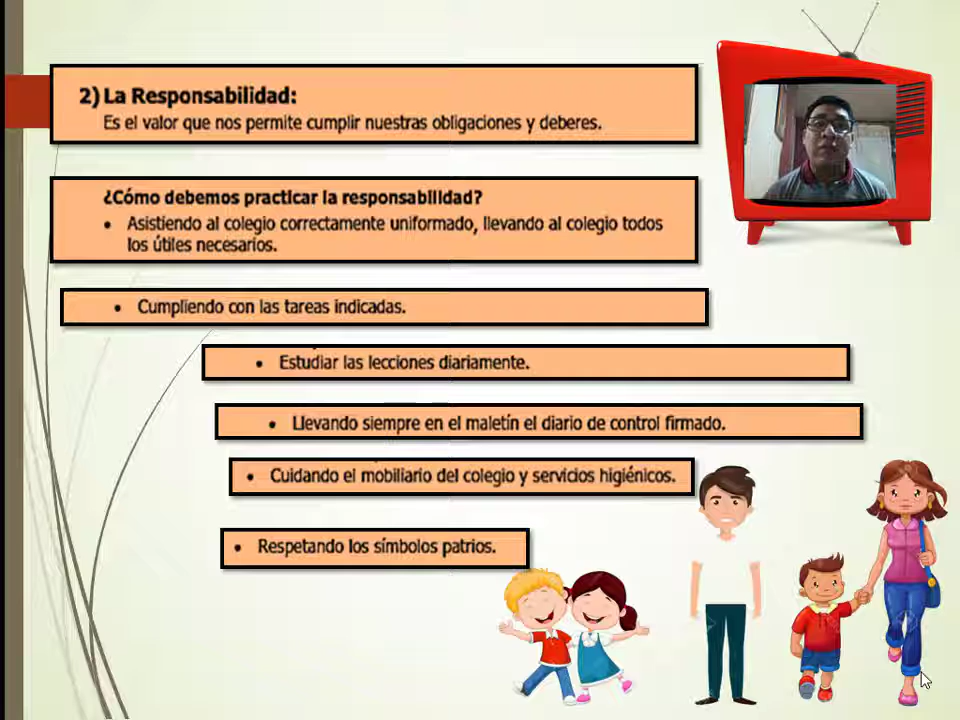 2) La Responsabilidad:
Es el valor que nos permite cumplir nuestras obligaciones y deberes.
¿Cómo debemos practicar la responsabilidad?
• Asistiendo al colegio correctamente uniformado, llevando al colegio todos
los útiles necesarios.
• Cumpliendo con las tareas indicadas.
• Estudiar las lecciones diariamente.
• Llevando siempre en el maletín el diario de control firmado.
• Cuidando el mobiliario del colegio y servicios higiénicos.
• Respetando los símbolos patrios.